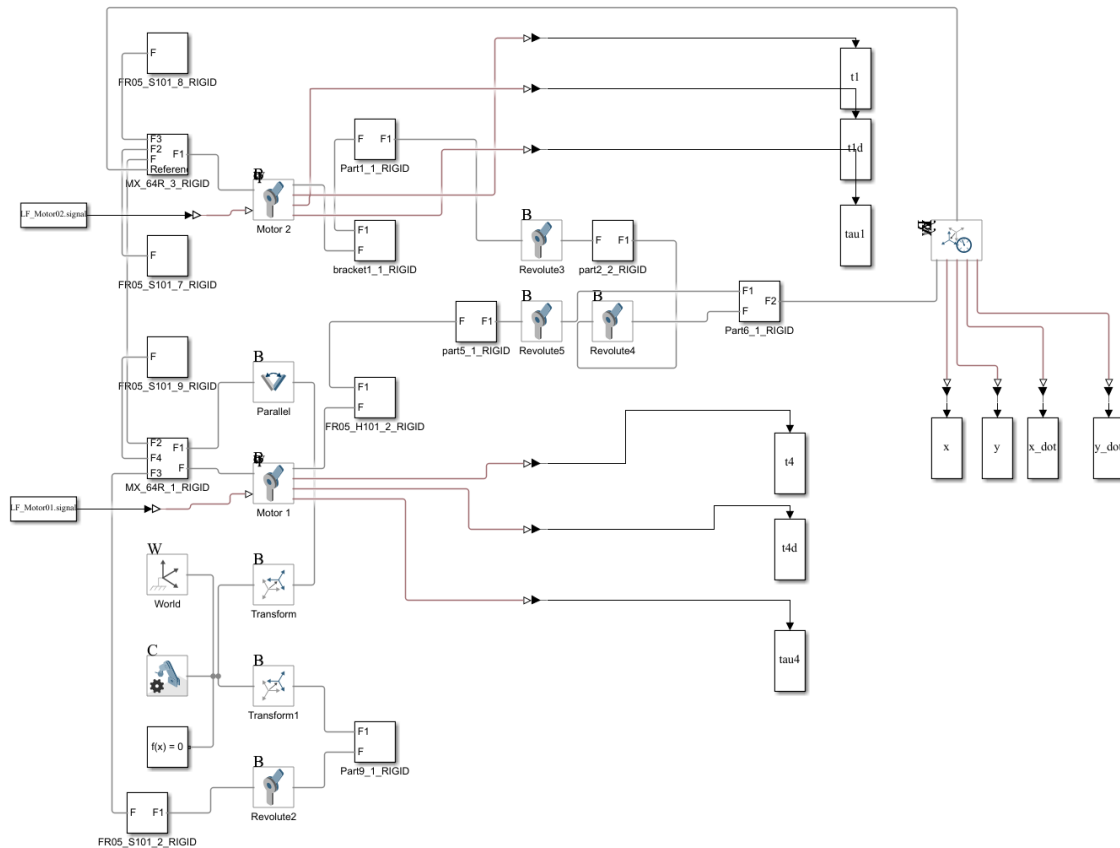 F
FR05_S101_8_RIGID
F3
F2
F
F1
MX_64R_3_RIGID
LF_Motor02.signal
B
Motor 2
F
F1
Part1_1_RIGID
F1
F
bracket1_1_RIGID
t1
t1d
tau1
F
FR05_S101_7_RIGID
B
Revolute3
F
F1
part2_2_RIGID
F
F1
part5_1_RIGID
B
Revolute5
B
Revolute4
F1
F
F2
Part6_1_RIGID
F
FR05_S101_9_RIGID
B
Parallel
F1
F
FR05_H101_2_RIGID
x
y
x_dot
y_dot
F2
F4
F3
F1
F
MX_64R_1_RIGID
LF_Motor01.signal
B
Motor 1
t4
t4d
tau4
W
World
B
Transform
C
B
Transform1
f(x) = 0
F1
F
Part9_1_RIGID
B
Revolute2
F
F1
FR05_S101_2_RIGID